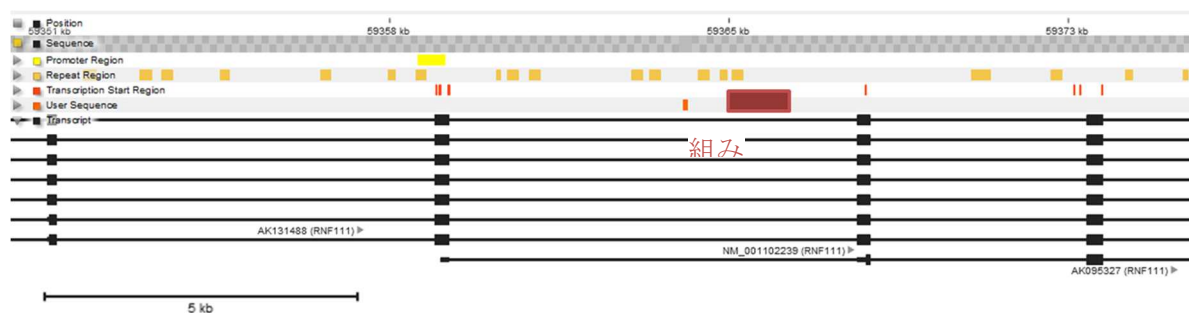 Position
59351 kb 59358 kb 59365 kb 59373 kb
Sequence
Promoter Region
Repeat Region
Transcription Start Region
User Sequence
Transcript
組み
AK131488 (RNF111)
NM_001102239 (RNF111)
AK095327 (RNF111)
5 kb